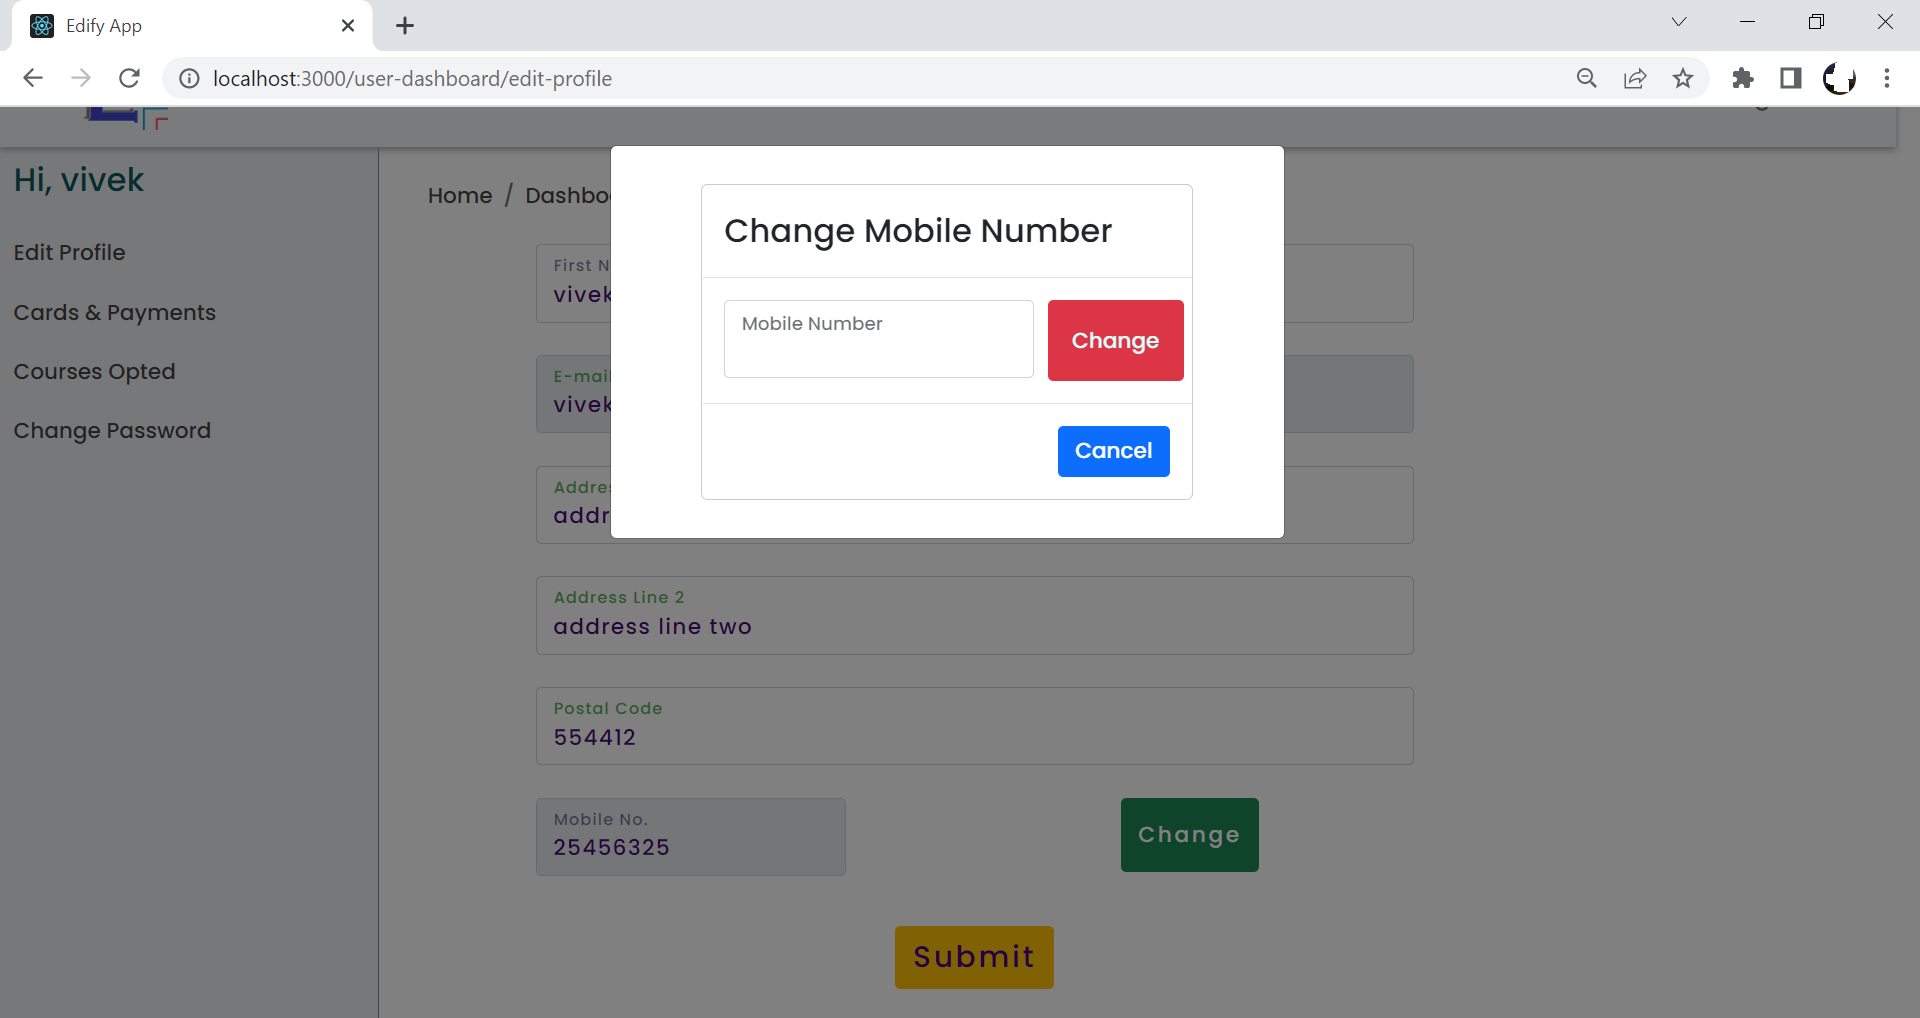 Edify App
localhost:3000/user-dashboard/edit-profile
Hi, vivek
Edit Profile
Cards & Payments
Courses Opted
Change Password
Home / Dashbo
First N
vivek
E-mail
vivek
Addre
addr
Address Line 2
address line two
Postal Code
554412
Mobile No.
25456325
Change
Submit
Change Mobile Number
Mobile Number
Change
Cancel